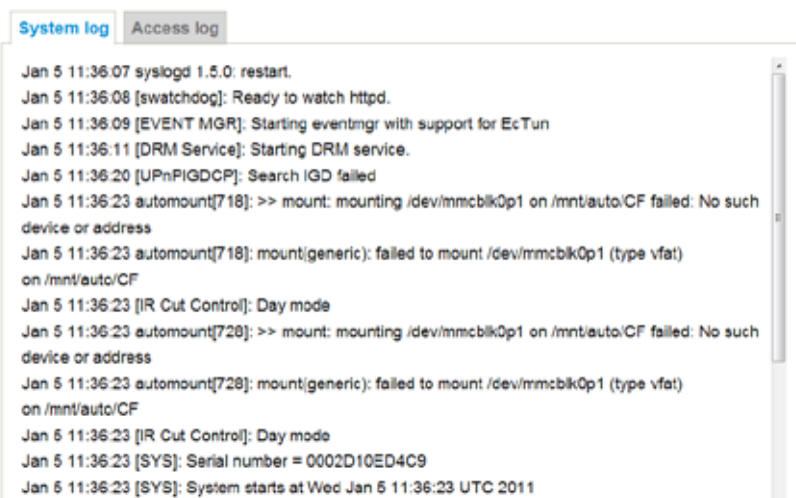 System log Access log
Jan 5 11:36:07 syslogd 1.5.0: restart.
Jan 5 11:36:08 [swatchdog]: Ready to watch httpd.
Jan 5 11:36:09 [EVENT MGR]: Starting eventmgr with support for EcTun
Jan 5 11:36:11 [DRM Service]: Starting DRM service.
Jan 5 11:36:20 [UPnPIGDCP]: Search IGD failed
Jan 5 11:36:23 automount[718]: >> mount: mounting /dev/mmcblk0p1 on /mnt/auto/CF failed: No such
device or address
Jan 5 11:36:23 automount[718]: mount(generic): failed to mount /dev/mmcblk0p1 (type vfat)
on /mnt/auto/CF
Jan 5 11:36:23 [IR Cut Control]: Day mode
Jan 5 11:36:23 automount[728]: >> mount: mounting /dev/mmcblk0p1 on /mnt/auto/CF failed: No such
device or address
Jan 5 11:36:23 automount[728]: mount(generic): failed to mount /dev/mmcblk0p1 (type vfat)
on /mnt/auto/CF
Jan 5 11:36:23 [IR Cut Control]: Day mode
Jan 5 11:36:23 [SYS]: Serial number = 0002D10ED4C9
Jan 5 11:36:23 [SYS]: System starts at Wed Jan 5 11:36:23 UTC 2011